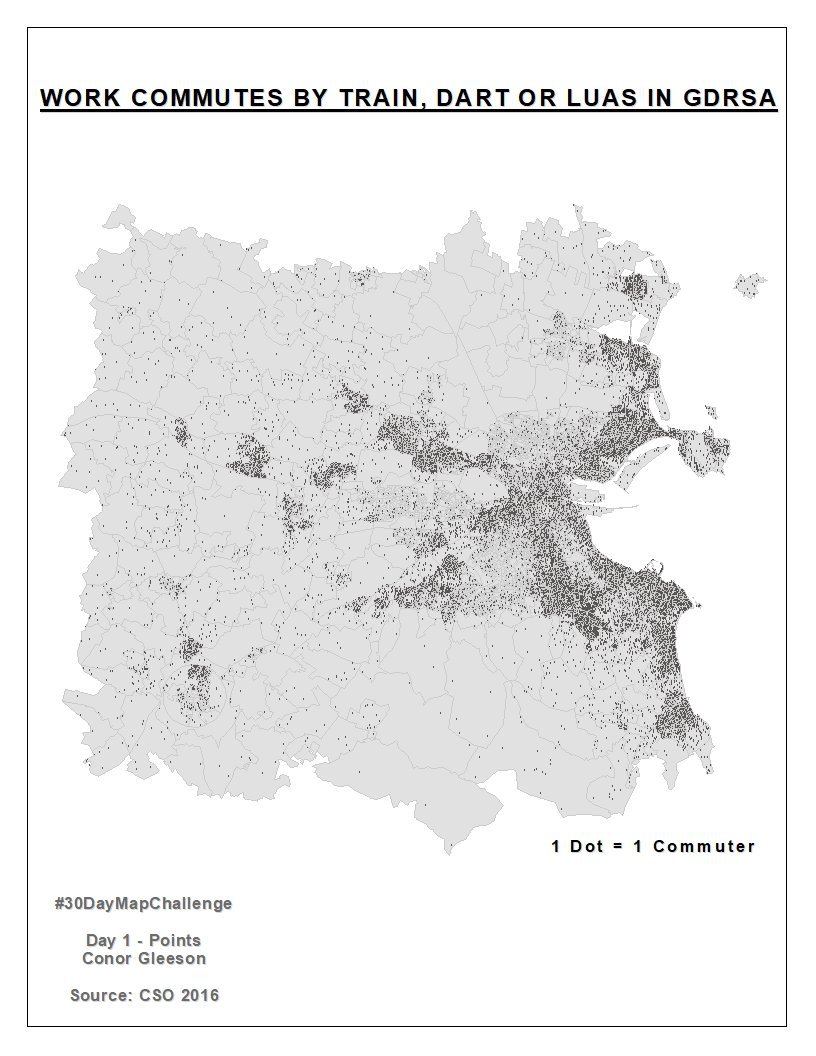 WORK COMMUTES BY TRAIN, DART OR LUAS IN GDRSA
1 Dot = 1 Commuter
#30DayMapChallenge
Day 1 - Points
Conor Gleeson
Source: CSO 2016